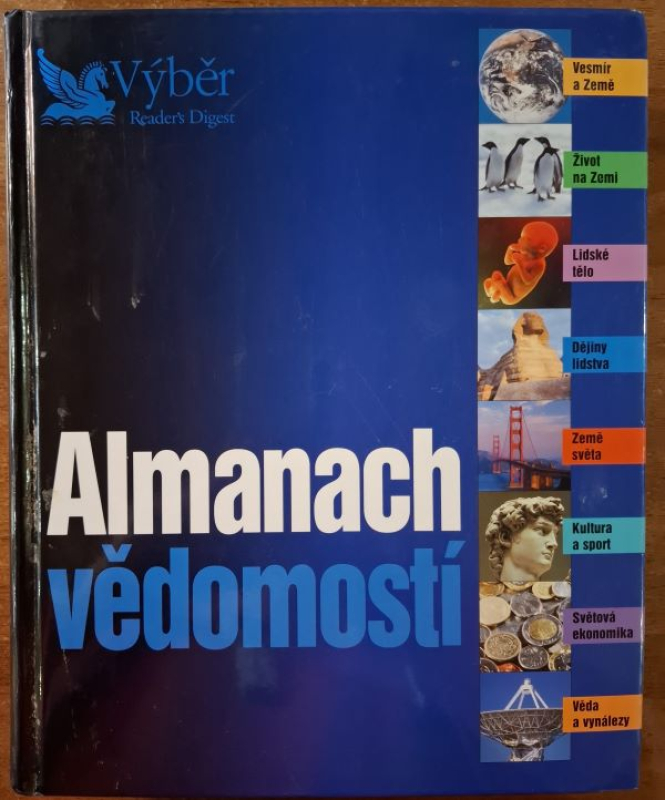 Výběr
Reader's Digest
Vesmír
a Země
Život
na Zemi
Lidské
tělo
Dějiny
lidstva
Země
světa
Kultura
a sport
Světová
ekonomika
Věda
a vynálezy
Almanach
vědomostí